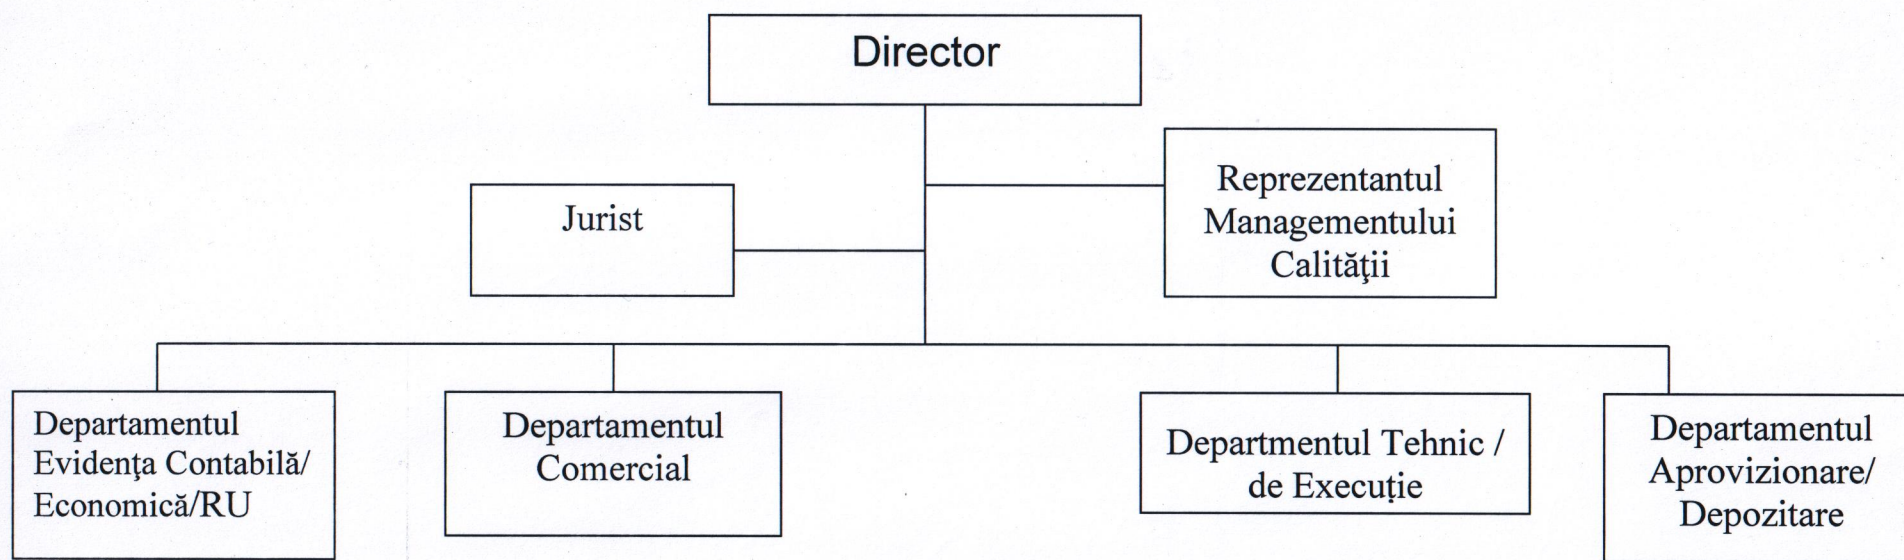 Director
Reprezentantul
Managementului
Calităţii
Jurist
Departamentul
Evidenţa Contabilă/
Economică/RU
Departamentul
Comercial
Departmentul Tehnic /
de Execuție
Departamentul
Aprovizionare/
Depozitare